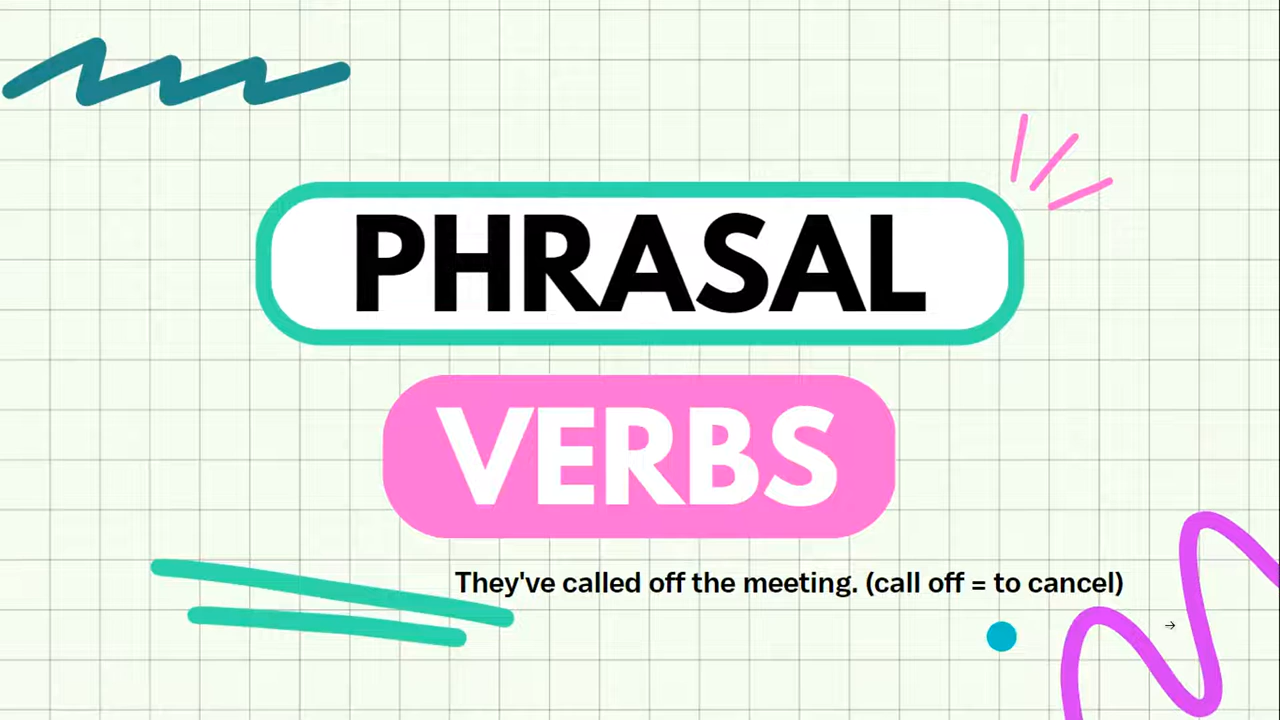 PHRASAL
VERBS
They've called off the meeting. (call off = to cancel)
→